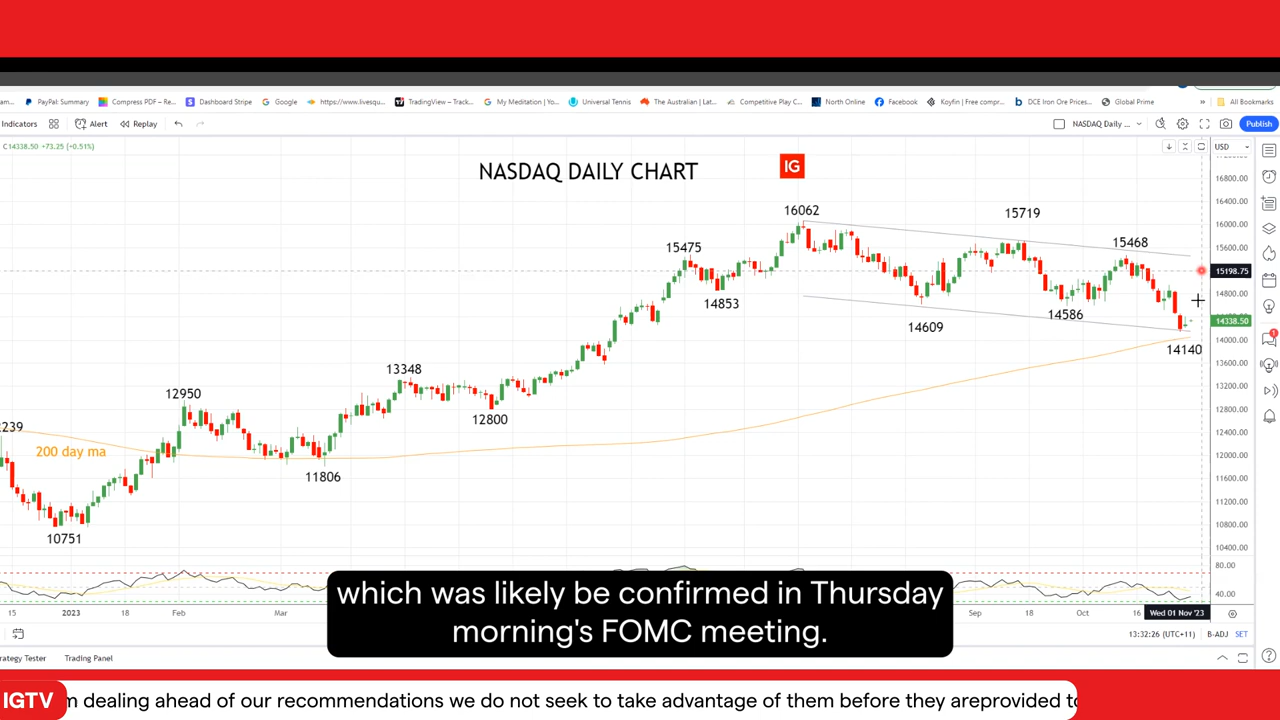 am...
PayPal: Summary
Compress PDF – Re...
Dashboard Stripe
Google
https://www.livesqu...
TradingView – Track...
My Meditation | Yo...
Universal Tennis
The Australian | Lat...
Competitive Play C...
North Online
Facebook
Koyfin | Free compr...
DCE Iron Ore Prices...
Global Prime
»
All Bookmarks
Indicators
Alert
Replay
NASDAQ Daily ...
Publish
C14338.50 +73.25 (+0.51%)
USD
NASDAQ DAILY CHART
IG
16800.00
16400.00
16000.00
15600.00
15198.75
14800.00
14338.50
14000.00
13600.00
13200.00
12800.00
12400.00
12000.00
11600.00
11200.00
10800.00
10400.00
80.00
40.00
16062
15719
15475
15468
14853
14609
14586
14140
13348
12950
12800
2239
200 day ma
11806
10751
15
2023
18
Feb
Mar
Sep
18
Oct
16
Wed 01 Nov '23
which was likely be confirmed in Thursday
morning's FOMC meeting.
13:32:26 (UTC+11)
B-ADJ
SET
rategy Tester
Trading Panel
IGTV
m dealing ahead of our recommendations we do not seek to take advantage of them before they areprovided to